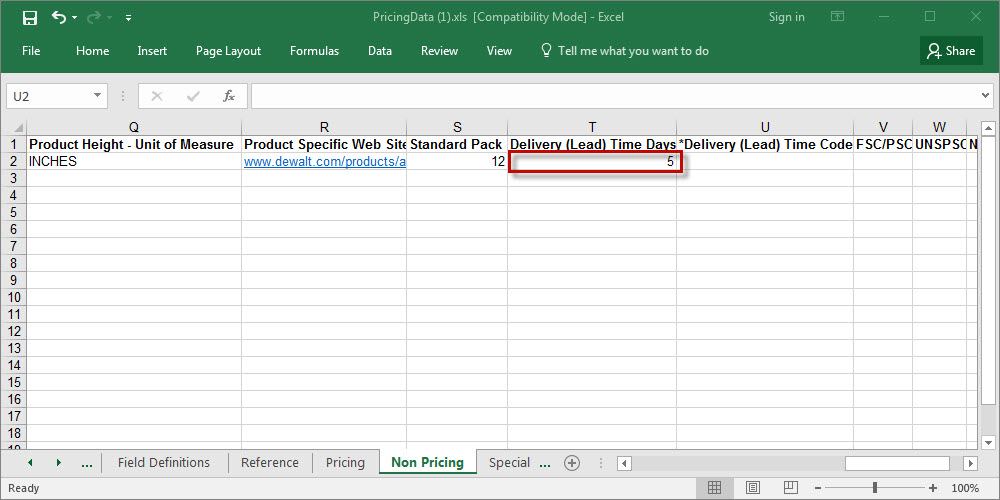 PricingData (1).xls [Compatibility Mode] - Excel
Sign in
File Home Insert Page Layout Formulas Data Review View Tell me what you want to do Share
U2 fx
Q R S T U V W
1 Product Height - Unit of Measure Product Specific Web Site Standard Pack Delivery (Lead) Time Days *Delivery (Lead) Time Code FSC/PSC UNSPSC N
2 INCHES www.dewalt.com/products/a 12 5
3
4
5
6
7
8
9
10
11
12
13
14
15
16
17
18
19
... Field Definitions Reference Pricing Non Pricing Special ...
Ready 100%